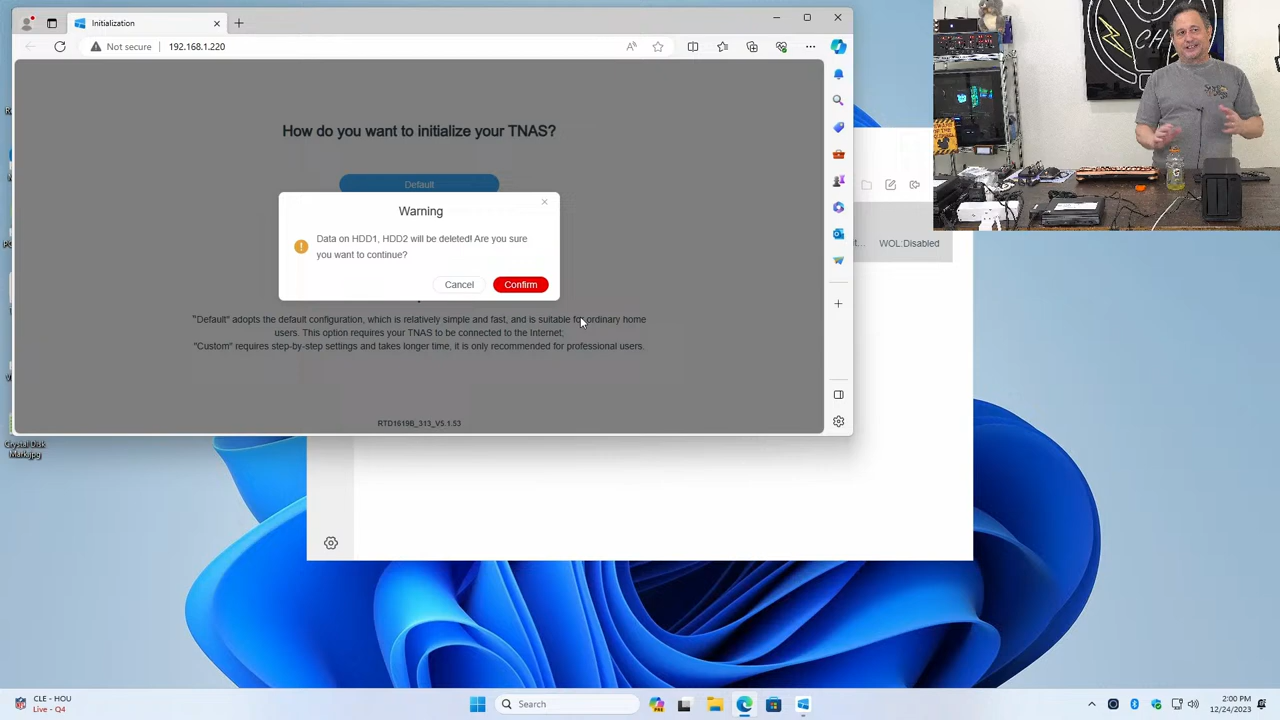 Initialization
Not secure
192.168.1.220
How do you want to initialize your TNAS?
Default
Warning
Data on HDD1, HDD2 will be deleted! Are you sure
you want to continue?
Cancel
Confirm
"Default" adopts the default configuration, which is relatively simple and fast, and is suitable for ordinary home
users. This option requires your TNAS to be connected to the Internet;
"Custom" requires step-by-step settings and takes longer time, it is only recommended for professional users.
RTD1619B_313_V5.1.53
WOL:Disabled
Crystal Disk
Mark.jpg
CLE - HOU
Live - Q4
Search
2:00 PM
12/24/2023